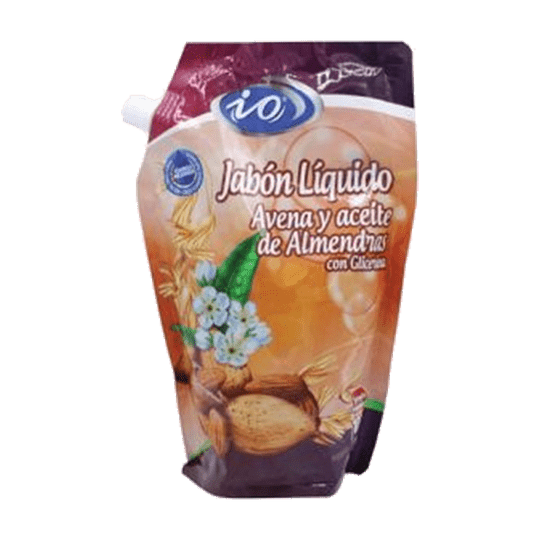 io
Jabón Líquido
Avena y aceite
de Almendras
con Glicerina